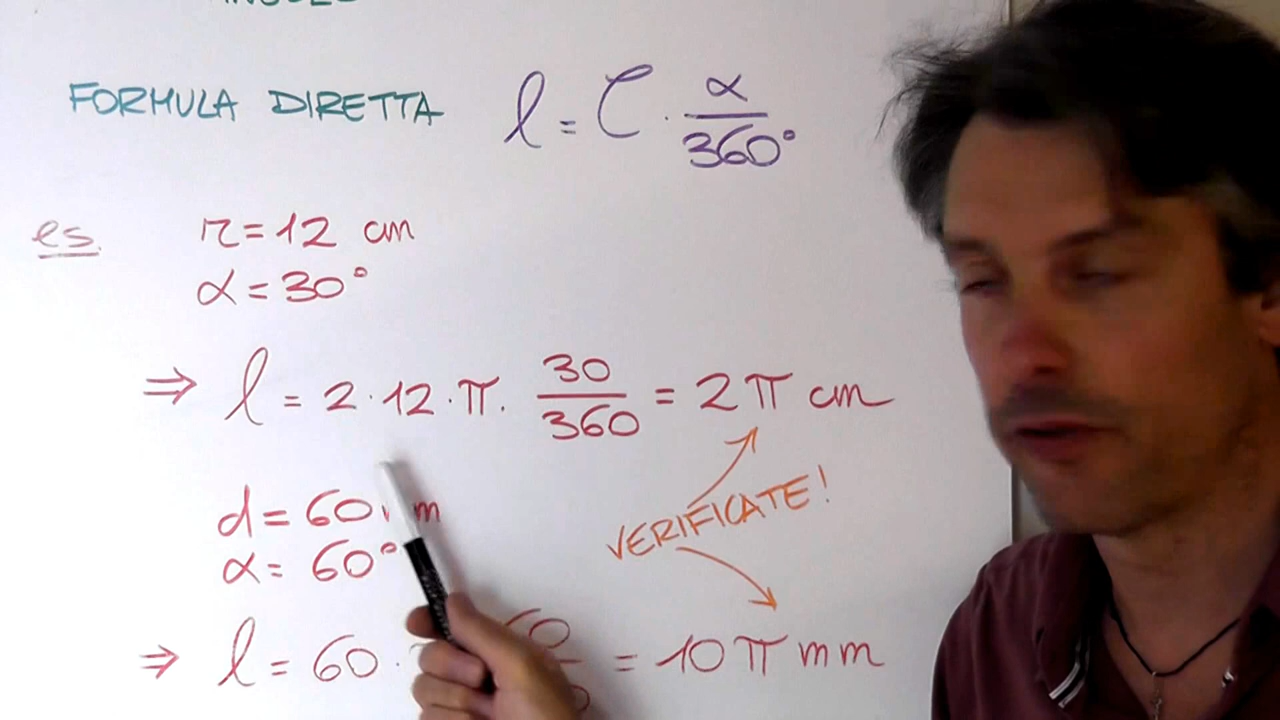 FORMULA DIRETTA l = C · α/360°
es. r = 12 cm
α = 30°
⇒ l = 2 · 12 · π · 30/360 = 2π cm
d = 60 m
α = 60°
VERIFICATE!
⇒ l = 60 · 60 = 10π mm